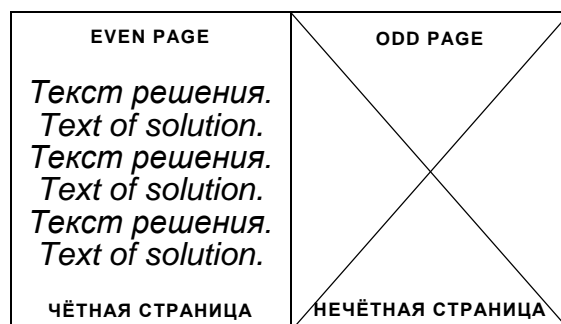 EVEN PAGE
Текст решения.
Text of solution.
Текст решения.
Text of solution.
Текст решения.
Text of solution.
ЧЁТНАЯ СТРАНИЦА
ODD PAGE
НЕЧЁТНАЯ СТРАНИЦА